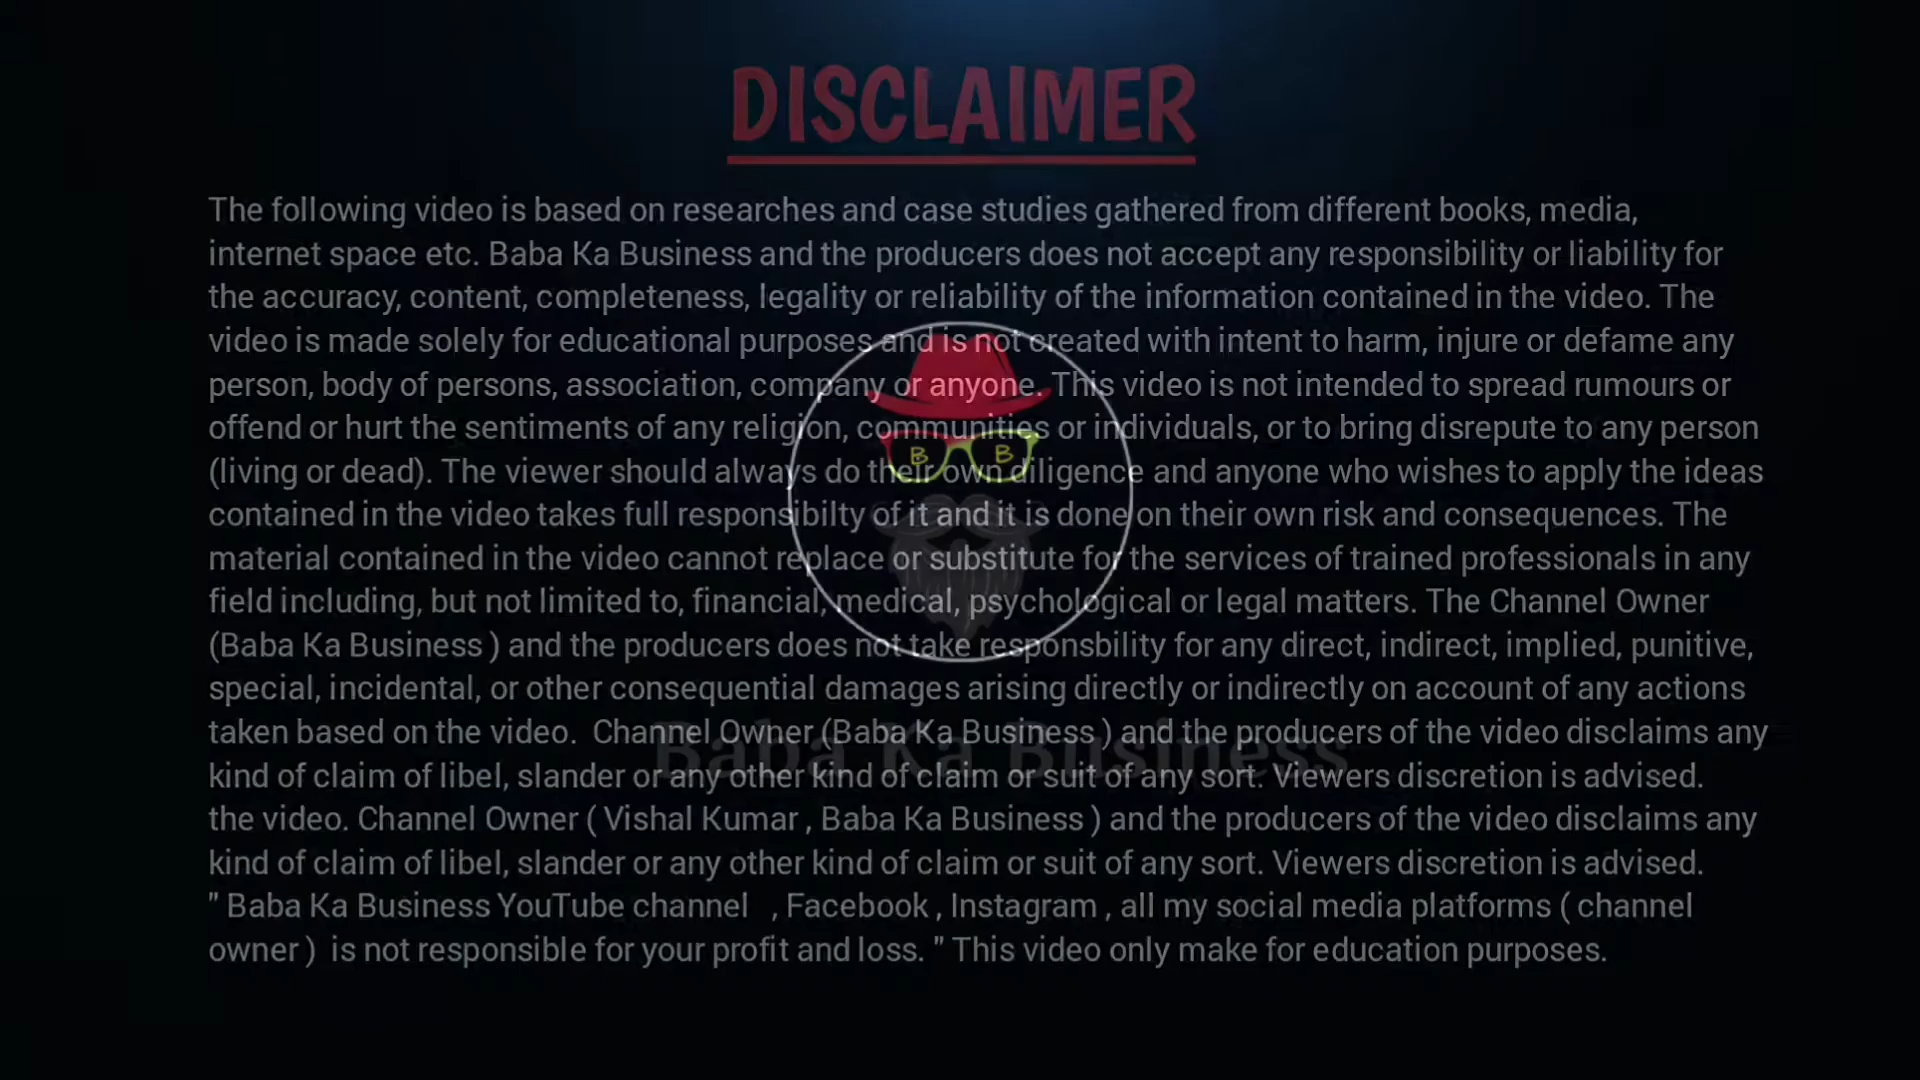 DISCLAIMER
The following video is based on researches and case studies gathered from different books, media,
internet space etc. Baba Ka Business and the producers does not accept any responsibility or liability for
the accuracy, content, completeness, legality or reliability of the information contained in the video. The
video is made solely for educational purposes and is not created with intent to harm, injure or defame any
person, body of persons, association, company or anyone. This video is not intended to spread rumours or
offend or hurt the sentiments of any religion, communities or individuals, or to bring disrepute to any person
(living or dead). The viewer should always do their own diligence and anyone who wishes to apply the ideas
B B
contained in the video takes full responsibilty of it and it is done on their own risk and consequences. The
material contained in the video cannot replace or substitute for the services of trained professionals in any
field including, but not limited to, financial, medical, psychological or legal matters. The Channel Owner
(Baba Ka Business ) and the producers does not take responsbility for any direct, indirect, implied, punitive,
special, incidental, or other consequential damages arising directly or indirectly on account of any actions
taken based on the video.  Channel Owner (Baba Ka Business ) and the producers of the video disclaims any
Baba Ka Business
kind of claim of libel, slander or any other kind of claim or suit of any sort. Viewers discretion is advised.
the video. Channel Owner ( Vishal Kumar , Baba Ka Business ) and the producers of the video disclaims any
kind of claim of libel, slander or any other kind of claim or suit of any sort. Viewers discretion is advised.
" Baba Ka Business YouTube channel  , Facebook , Instagram , all my social media platforms ( channel
owner )  is not responsible for your profit and loss. " This video only make for education purposes.